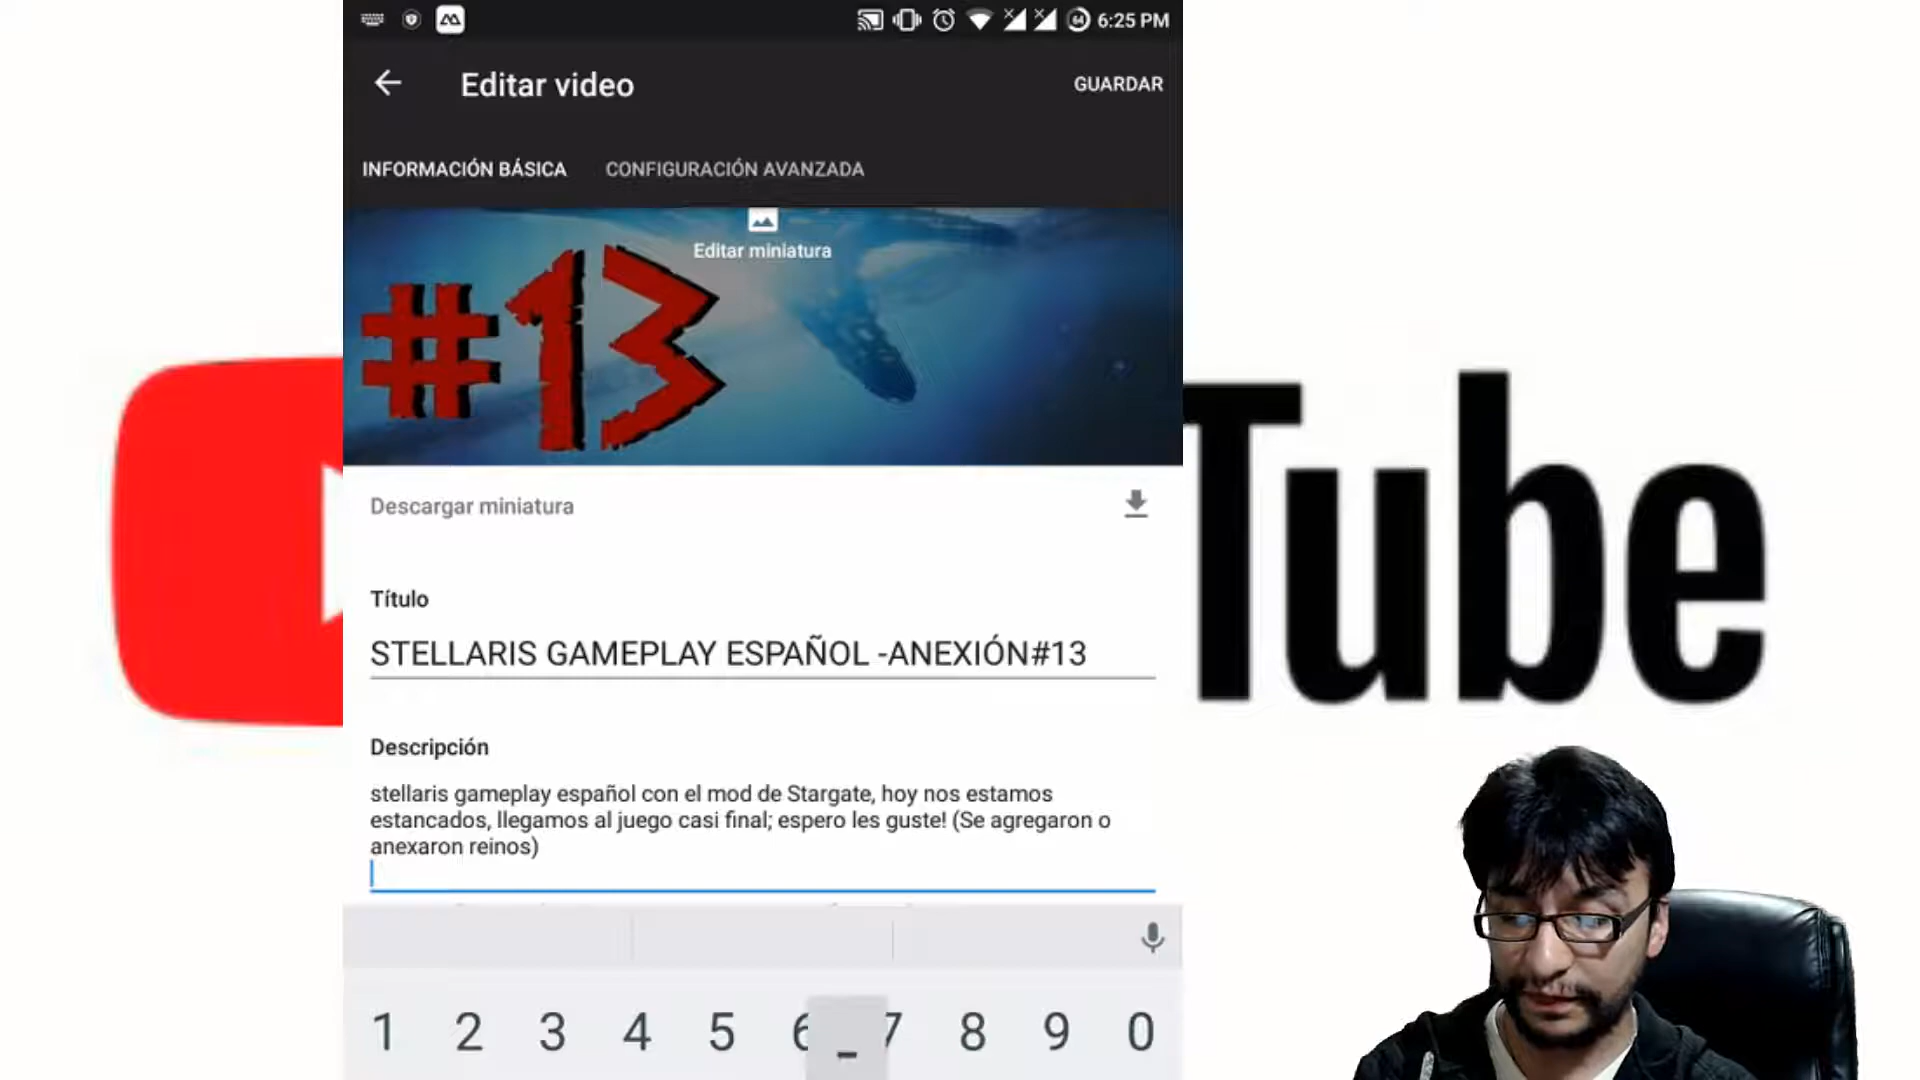 6:25 PM
Editar video
GUARDAR
INFORMACIÓN BÁSICA
CONFIGURACIÓN AVANZADA
Editar miniatura
#13
Descargar miniatura
Título
STELLARIS GAMEPLAY ESPAÑOL -ANEXIÓN#13
Descripción
stellaris gameplay español con el mod de Stargate, hoy nos estamos
estancados, llegamos al juego casi final; espero les guste! (Se agregaron o
anexaron reinos)
1 2 3 4 5 6 _ 7 8 9 0
Tube